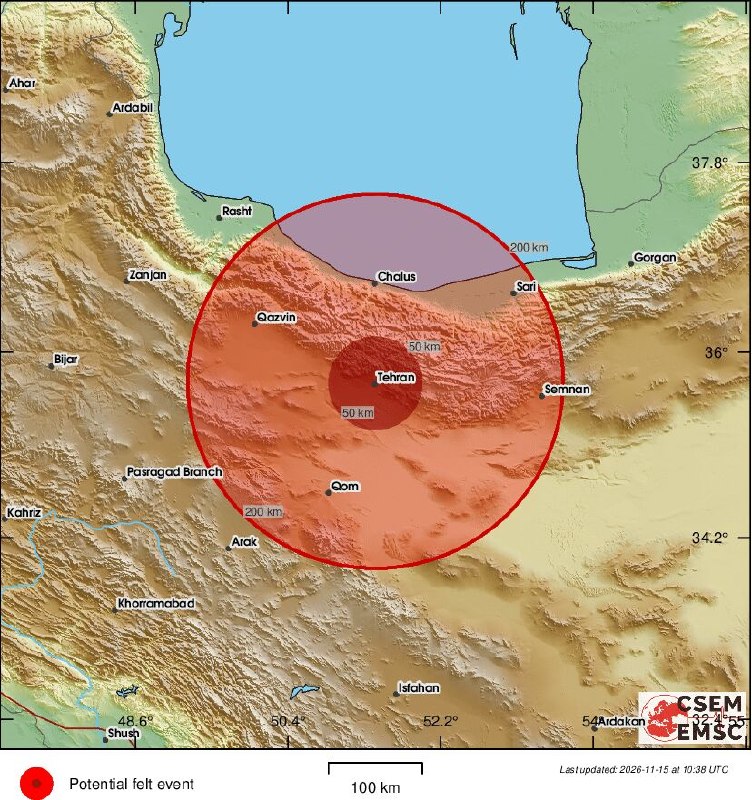 Ahar
Ardabil
37.8°
Rasht
200 km
Gorgan
Zanjan
Chalus
Sari
Qazvin
50 km
36°
Bijar
Tehran
Semnan
50 km
Pasragad Branch
Qom
Kahriz
200 km
34.2°
Arak
Khorramabad
Isfahan
CSEM
EMSC
48.6°
50.4°
52.2°
Ardakan
Shush
Potential felt event
100 km
Last updated: 2026-11-15 at 10:38 UTC